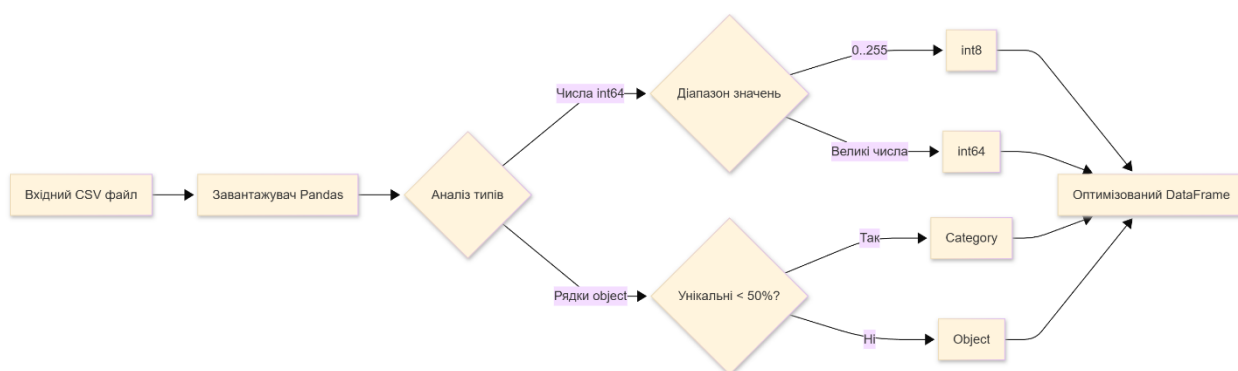 Вхідний CSV файл
Завантажувач Pandas
Аналіз типів
Числа int64
Діапазон значень
0..255
int8
Великі числа
int64
Рядки object
Унікальні < 50%?
Так
Category
Ні
Object
Оптимізований DataFrame